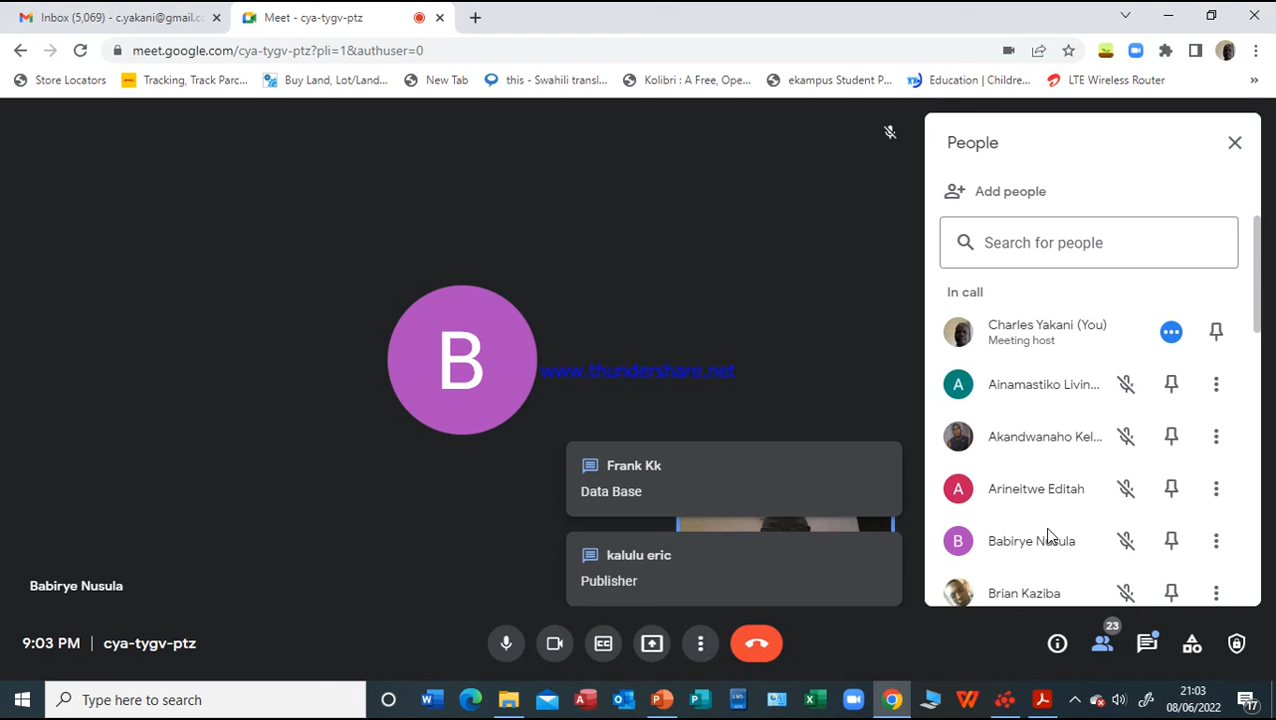 Inbox (5,069) - c.yakani@gmail.c
Meet - cya-tygv-ptz
meet.google.com/cya-tygv-ptz?pli=1&authuser=0
Store Locators
Tracking, Track Parc...
Buy Land, Lot/Land...
New Tab
this - Swahili transl...
Kolibri : A Free, Ope...
ekampus Student P...
Education | Childre...
LTE Wireless Router
»
People
Add people
Search for people
In call
Charles Yakani (You)
Meeting host
A
Ainamastiko Livin...
Akandwanaho Kel...
A
Arineitwe Editah
B
Babirye Nusula
Brian Kaziba
B
www.thundershare.net
Frank Kk
Data Base
kalulu eric
Publisher
Babirye Nusula
9:03 PM | cya-tygv-ptz
23
Type here to search
21:03
08/06/2022
17